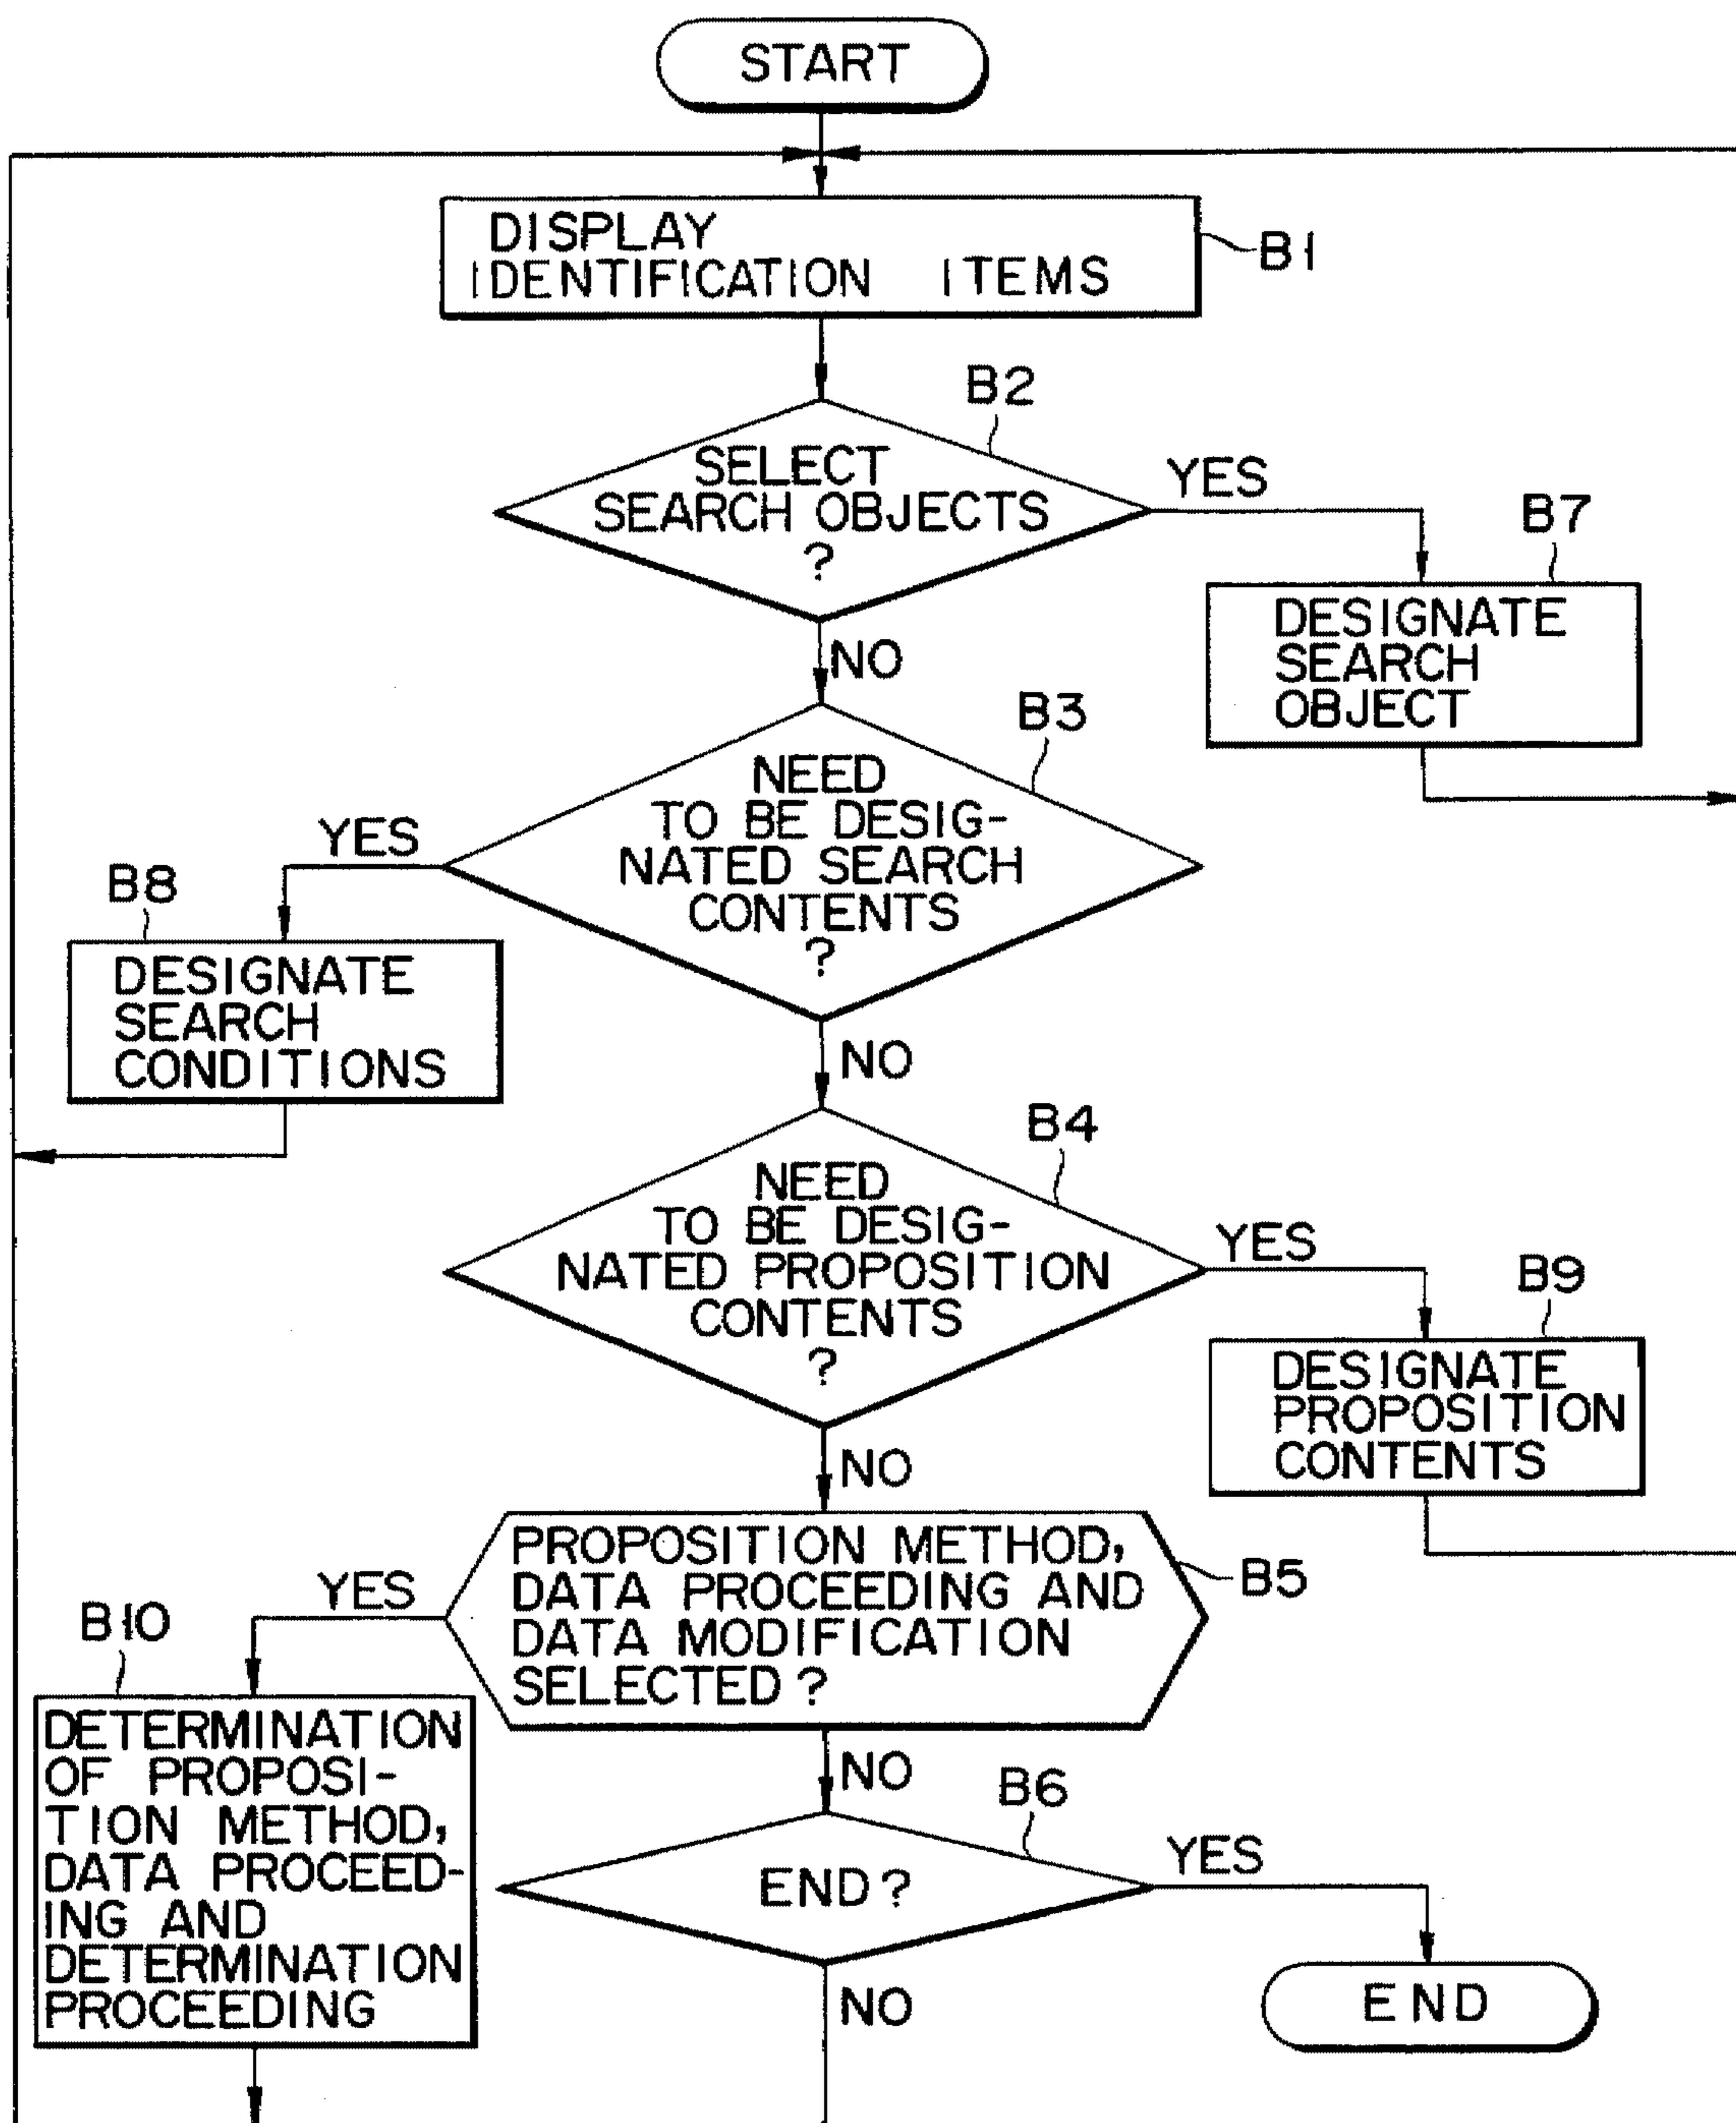 START
DISPLAY
IDENTIFICATION ITEMS
B1
B2
SELECT
SEARCH OBJECTS
?
YES
B7
DESIGNATE
SEARCH
OBJECT
NO
B3
NEED
TO BE DESIG-
NATED SEARCH
CONTENTS
?
YES
B8
DESIGNATE
SEARCH
CONDITIONS
NO
B4
NEED
TO BE DESIG-
NATED PROPOSITION
CONTENTS
?
YES
B9
DESIGNATE
PROPOSITION
CONTENTS
NO
PROPOSITION METHOD,
DATA PROCEEDING AND
DATA MODIFICATION
SELECTED ?
B5
YES
B10
DETERMINATION
OF PROPOSI-
TION METHOD,
DATA PROCEED-
ING AND
DETERMINATION
PROCEEDING
NO
B6
END ?
YES
END
NO